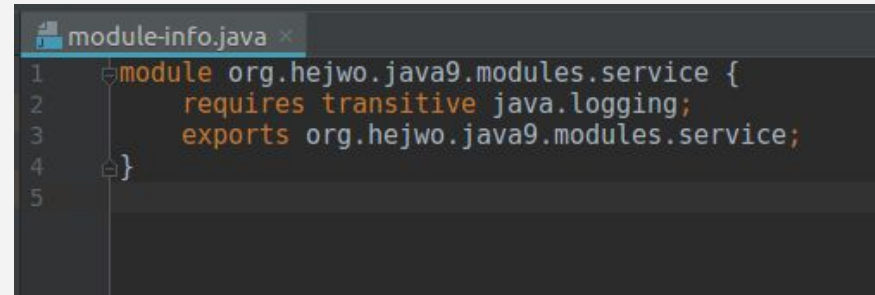 module-info.java ×
1 module org.hejwo.java9.modules.service {
2 requires transitive java.logging;
3 exports org.hejwo.java9.modules.service;
4 }
5